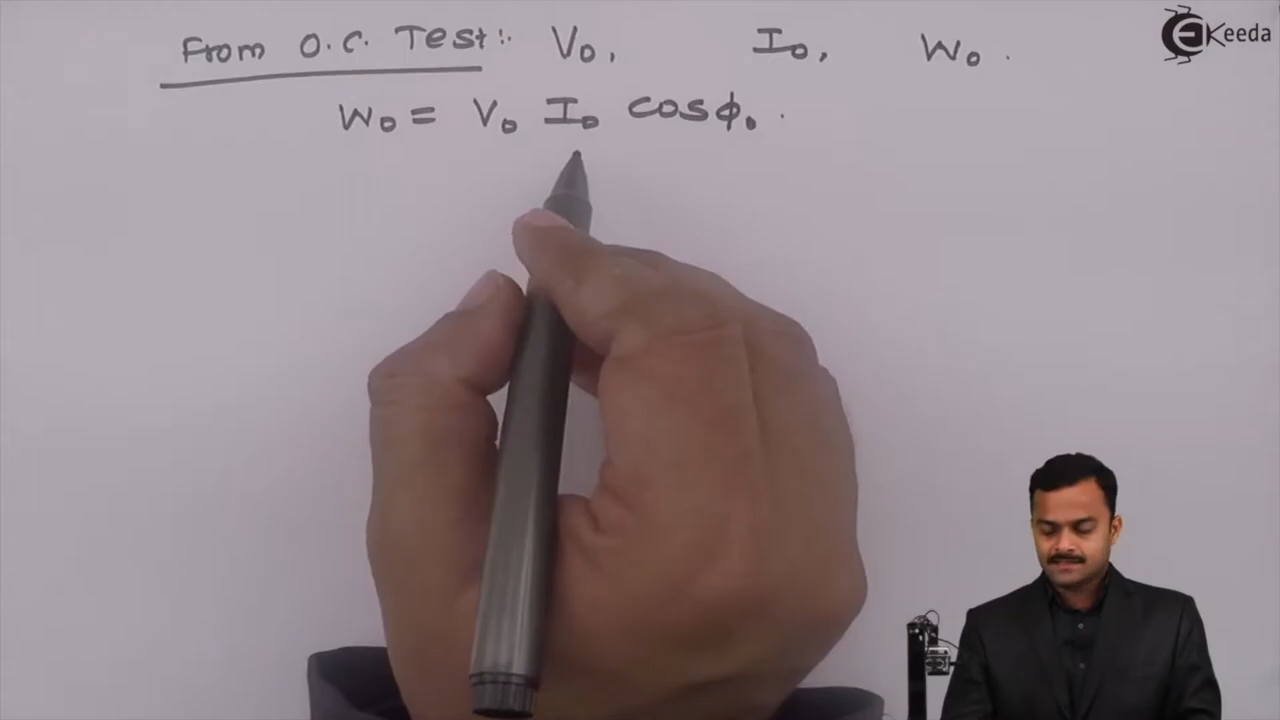 From O.C. Test:- V₀, I₀, W₀.
W₀ = V₀ I₀ cosϕ₀.
EKeeda